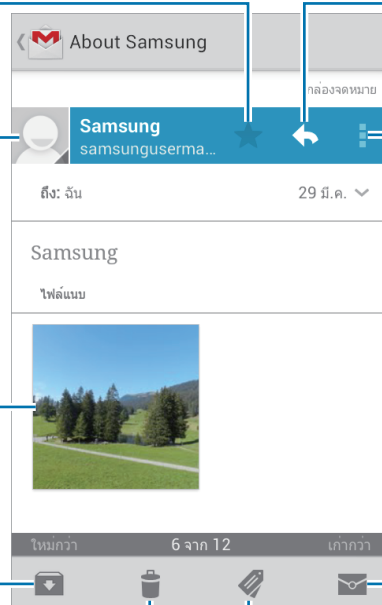 About Samsung
กล่องจดหมาย
Samsung
samsunguserma...
ถึง: ฉัน
29 มี.ค.
Samsung
ไฟล์แนบ
ใหม่กว่า
6 จาก 12
เก่ากว่า